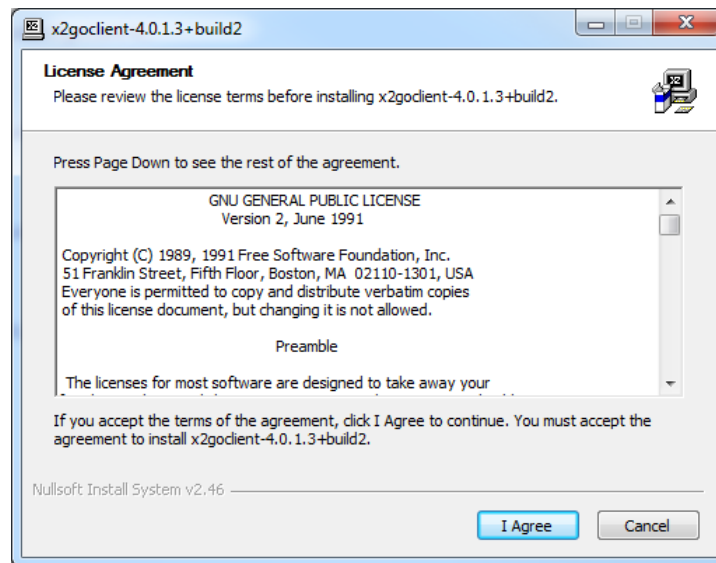 x2goclient-4.0.1.3+build2
License Agreement
Please review the license terms before installing x2goclient-4.0.1.3+build2.
Press Page Down to see the rest of the agreement.
GNU GENERAL PUBLIC LICENSE
Version 2, June 1991
Copyright (C) 1989, 1991 Free Software Foundation, Inc.
51 Franklin Street, Fifth Floor, Boston, MA  02110-1301, USA
Everyone is permitted to copy and distribute verbatim copies
of this license document, but changing it is not allowed.
Preamble
The licenses for most software are designed to take away your
If you accept the terms of the agreement, click I Agree to continue. You must accept the
agreement to install x2goclient-4.0.1.3+build2.
Nullsoft Install System v2.46
I Agree
Cancel